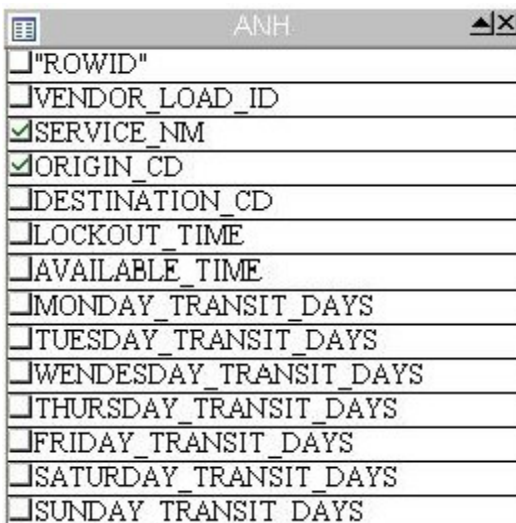 ANH
"ROWID"
VENDOR_LOAD_ID
SERVICE_NM
ORIGIN_CD
DESTINATION_CD
LOCKOUT_TIME
AVAILABLE_TIME
MONDAY_TRANSIT_DAYS
TUESDAY_TRANSIT_DAYS
WENDESDAY_TRANSIT_DAYS
THURSDAY_TRANSIT_DAYS
FRIDAY_TRANSIT_DAYS
SATURDAY_TRANSIT_DAYS
SUNDAY_TRANSIT_DAYS